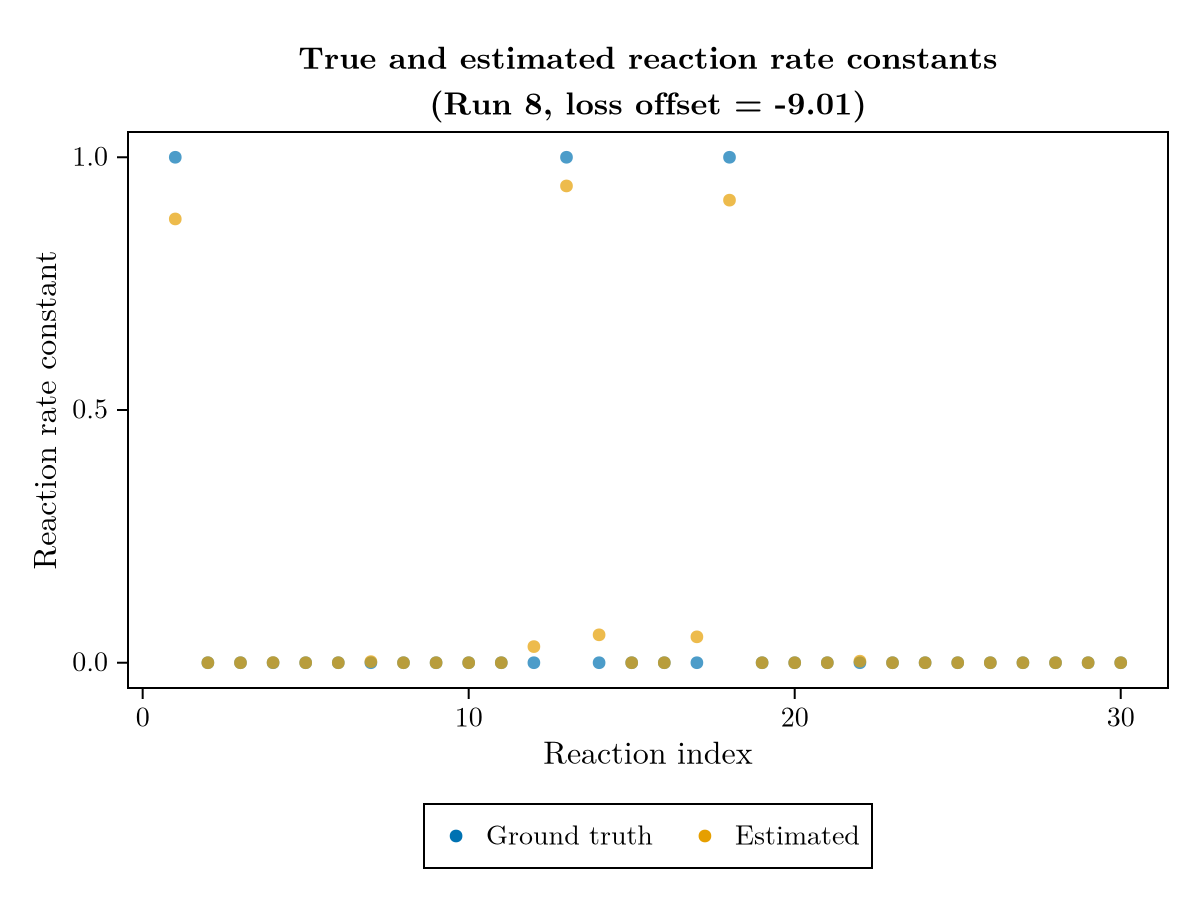 True and estimated reaction rate constants
(Run 8, loss offset = -9.01)
Reaction rate constant
1.0
0.5
0.0
0
10
20
30
Reaction index
Ground truth
Estimated